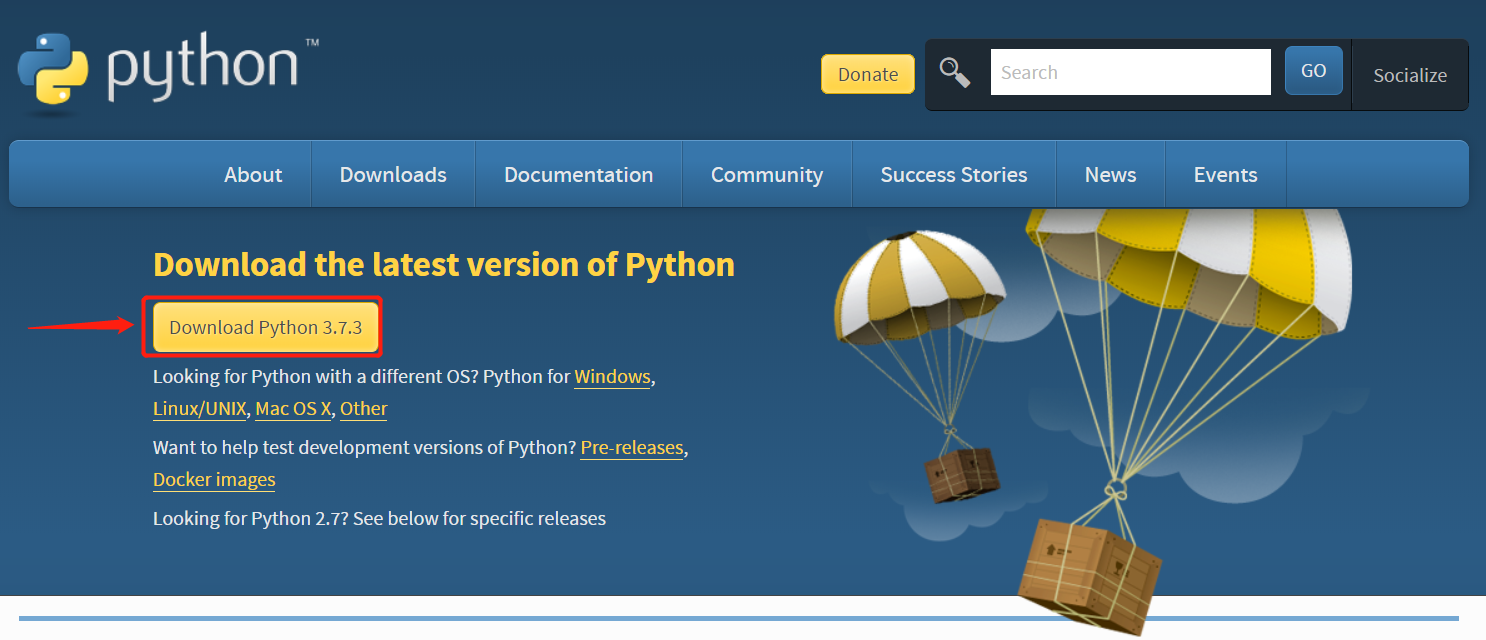 python™
Donate
Search
GO
Socialize
About
Downloads
Documentation
Community
Success Stories
News
Events
Download the latest version of Python
Download Python 3.7.3
Looking for Python with a different OS? Python for Windows,
Linux/UNIX, Mac OS X, Other
Want to help test development versions of Python? Pre-releases,
Docker images
Looking for Python 2.7? See below for specific releases